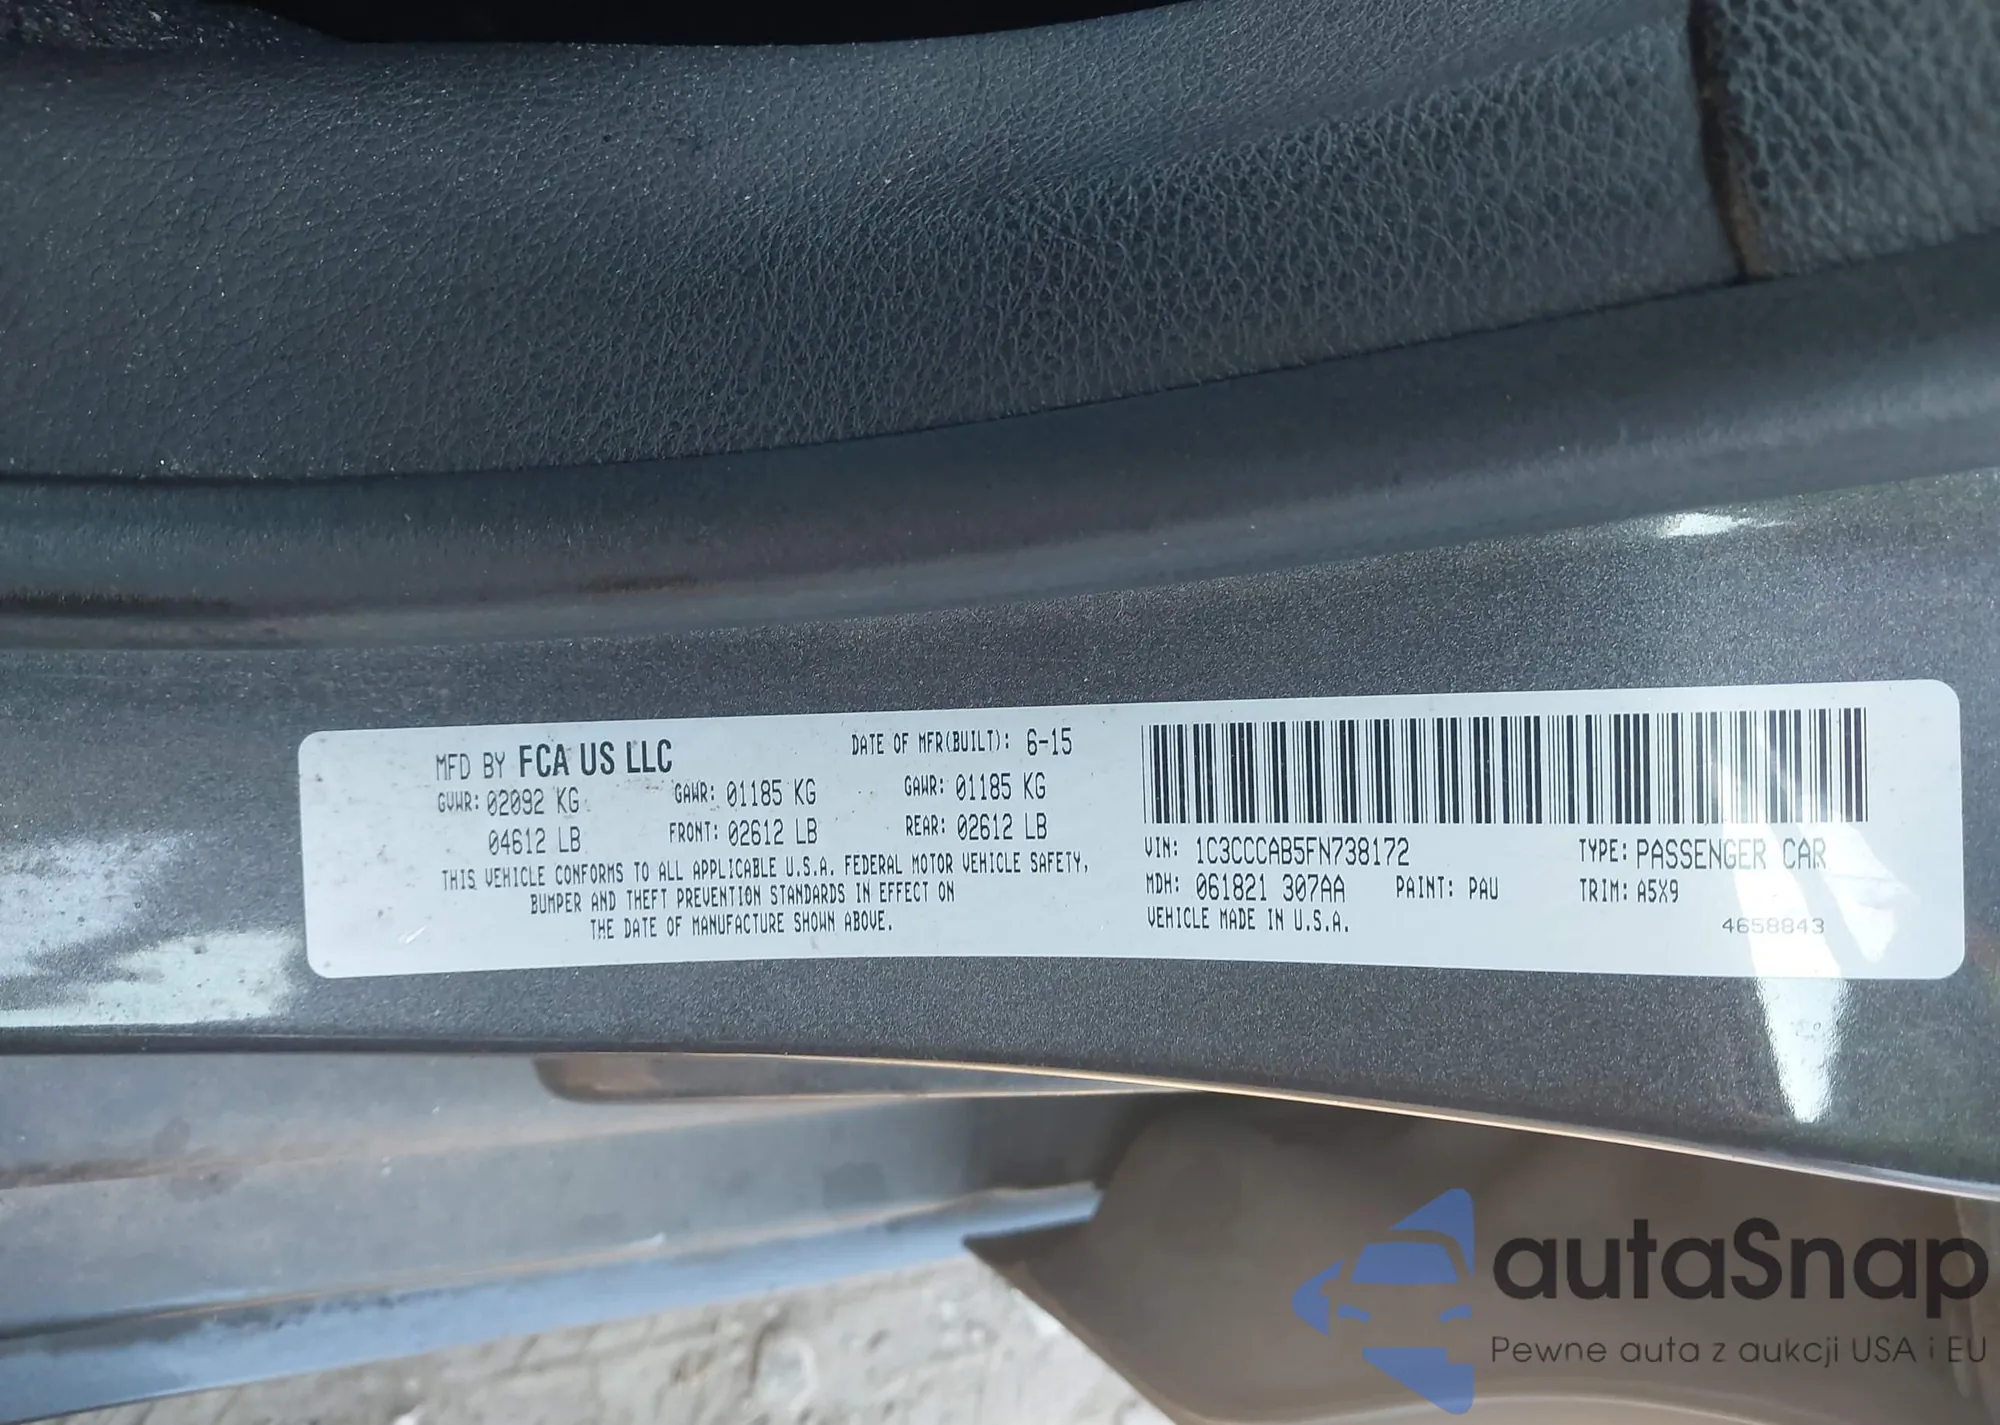 MFD BY FCA US LLC DATE OF MFR(BUILT): 6-15
GVWR: 02092 KG GAWR: 01185 KG GAWR: 01185 KG
04612 LB FRONT: 02612 LB REAR: 02612 LB
THIS VEHICLE CONFORMS TO ALL APPLICABLE U.S.A. FEDERAL MOTOR VEHICLE SAFETY,
BUMPER AND THEFT PREVENTION STANDARDS IN EFFECT ON
THE DATE OF MANUFACTURE SHOWN ABOVE.
VIN: 1C3CCCAB5FN738172 TYPE: PASSENGER CAR
MDH: 061821 307AA PAINT: PAU TRIM: A5X9
VEHICLE MADE IN U.S.A.
4658843
autaSnap
Pewne auta z aukcji USA i EU